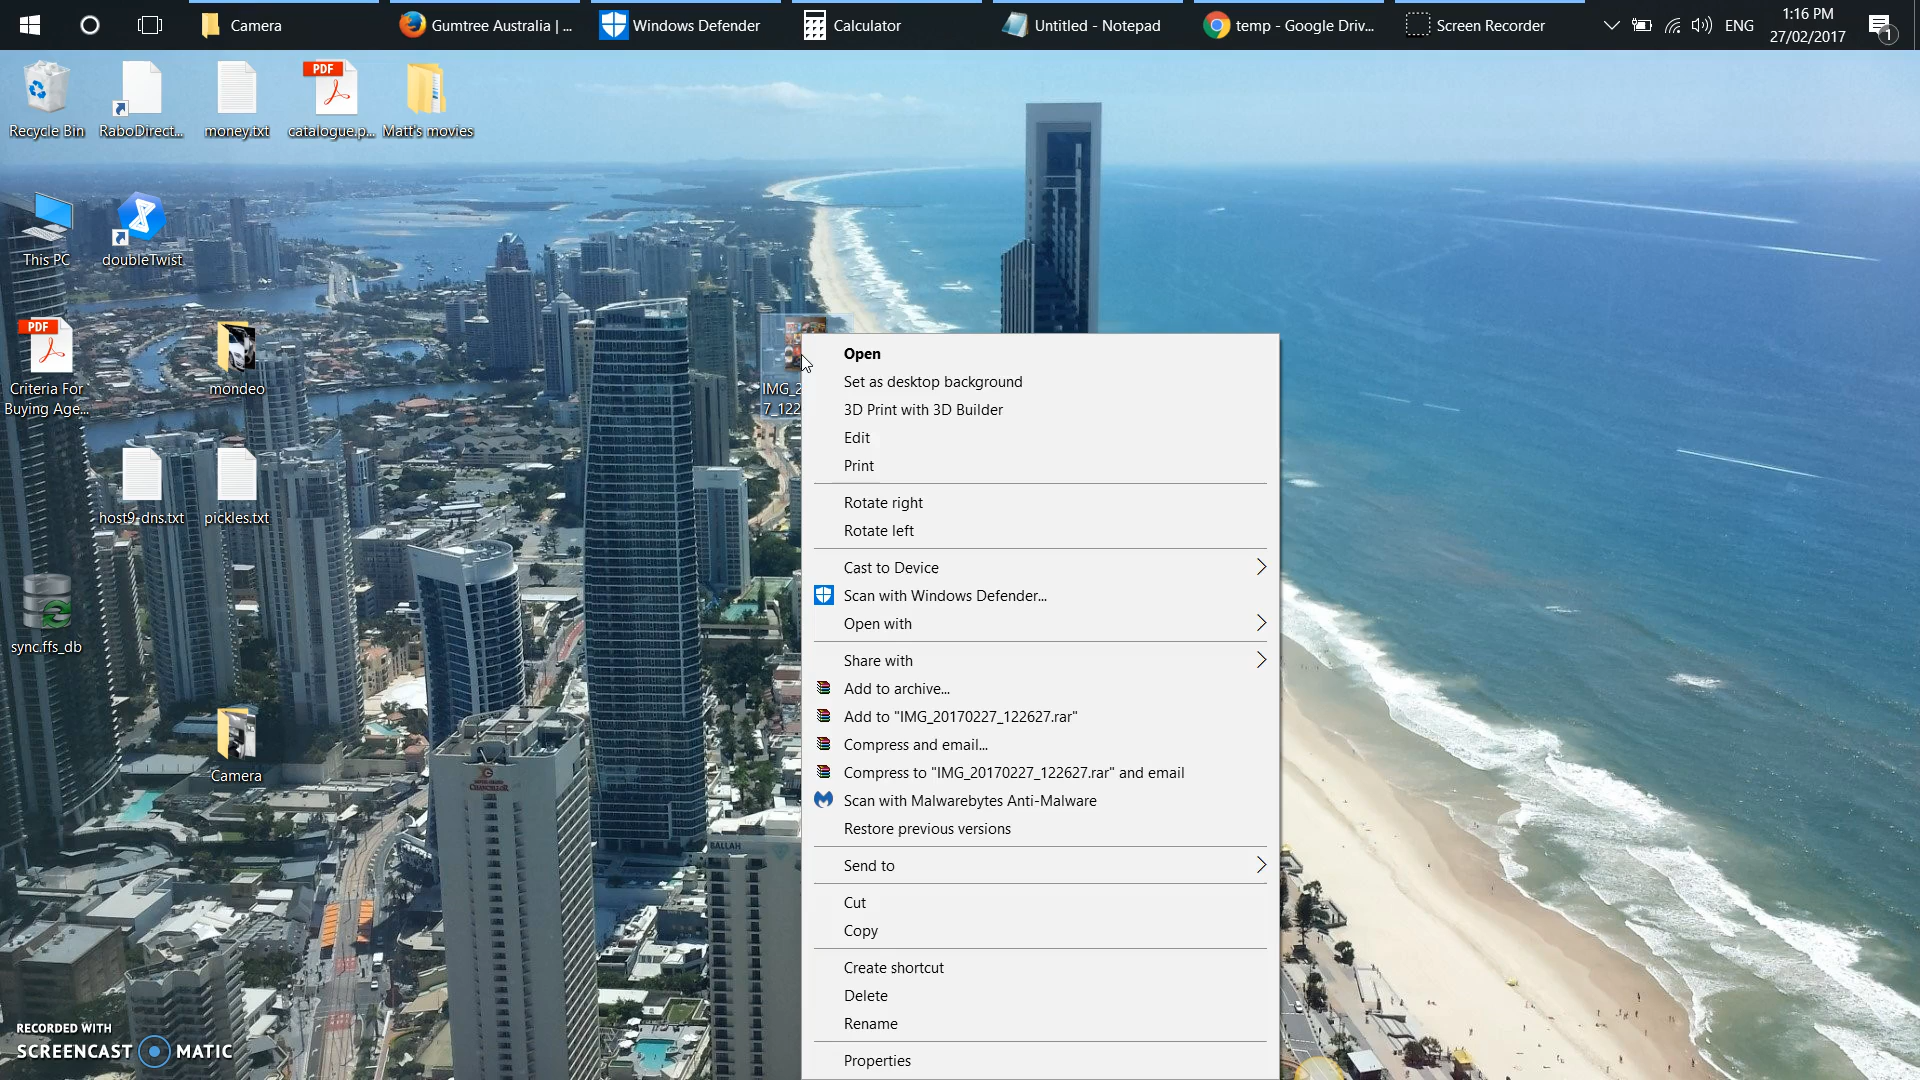 Camera
Gumtree Australia | ...
Windows Defender
Calculator
Untitled - Notepad
temp - Google Driv...
Screen Recorder
ENG
1:16 PM
27/02/2017
1
Recycle Bin
RaboDirect...
money.txt
PDF
catalogue.p...
Matt's movies
This PC
doubleTwist
PDF
Criteria For
Buying Age...
mondeo
IMG_2
7_122
host9-dns.txt
pickles.txt
sync.ffs_db
Camera
Open
Set as desktop background
3D Print with 3D Builder
Edit
Print
Rotate right
Rotate left
Cast to Device
Scan with Windows Defender...
Open with
Share with
Add to archive...
Add to "IMG_20170227_122627.rar"
Compress and email...
Compress to "IMG_20170227_122627.rar" and email
Scan with Malwarebytes Anti-Malware
Restore previous versions
Send to
Cut
Copy
Create shortcut
Delete
Rename
Properties
CHANCELLOR
RECORDED WITH
SCREENCAST MATIC